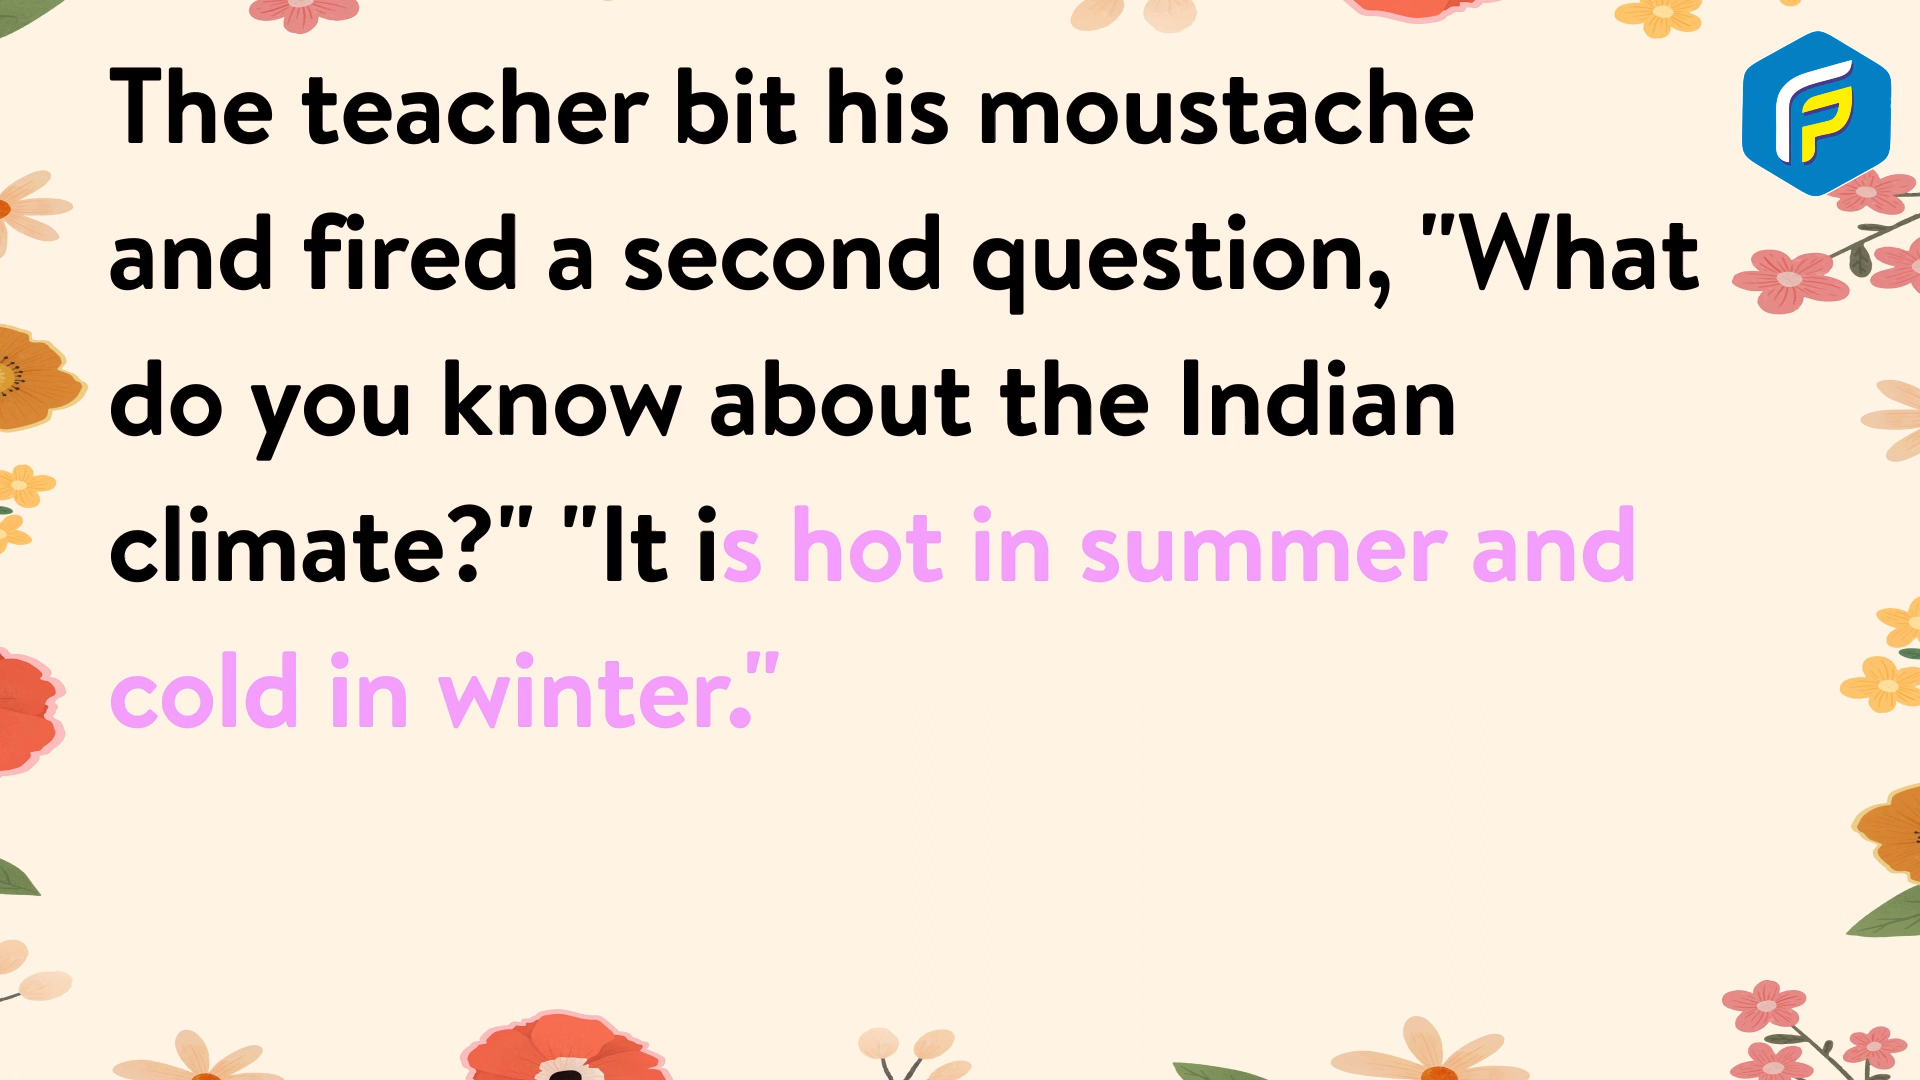 The teacher bit his moustache
and fired a second question, "What
do you know about the Indian
climate?" "It is hot in summer and
cold in winter."